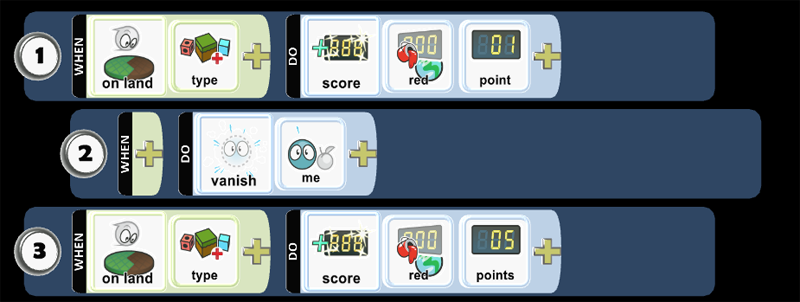 1 WHEN on land type DO score red 01 point
2 WHEN DO vanish me
3 WHEN on land type DO score red 05 points